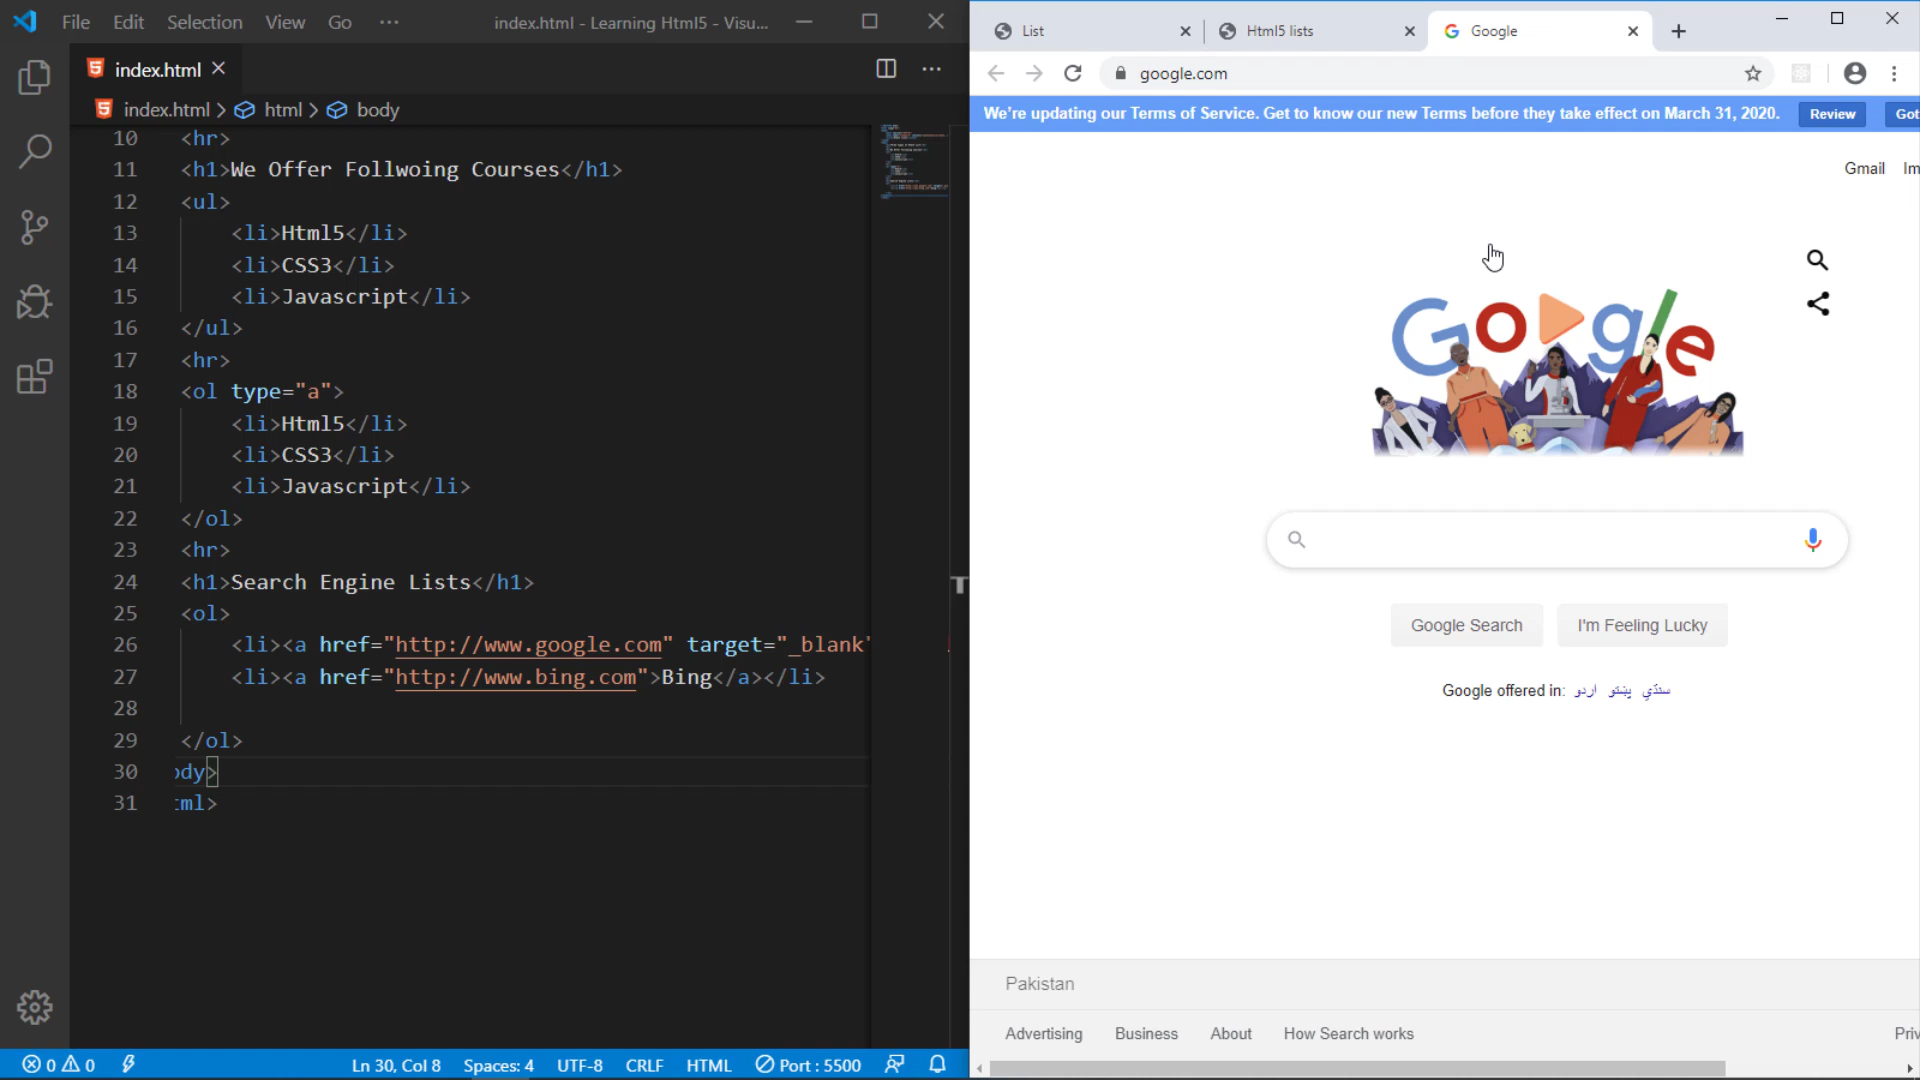 File Edit Selection View Go ··· index.html - Learning Html5 - Visu...
index.html
index.html > html > body
10 <hr>
11 <h1>We Offer Follwoing Courses</h1>
12 <ul>
13 <li>Html5</li>
14 <li>CSS3</li>
15 <li>Javascript</li>
16 </ul>
17 <hr>
18 <ol type="a">
19 <li>Html5</li>
20 <li>CSS3</li>
21 <li>Javascript</li>
22 </ol>
23 <hr>
24 <h1>Search Engine Lists</h1>
25 <ol>
26 <li><a href="http://www.google.com" target="_blank"
27 <li><a href="http://www.bing.com">Bing</a></li>
28
29 </ol>
30 ody>
31 tml>
0 0 Ln 30, Col 8 Spaces: 4 UTF-8 CRLF HTML Port : 5500
List Html5 lists Google
google.com
We're updating our Terms of Service. Get to know our new Terms before they take effect on March 31, 2020. Review Got
Gmail Im
Google
Google Search I'm Feeling Lucky
Google offered in: اردو پښتو سنڌي
Pakistan
Advertising Business About How Search works Priv